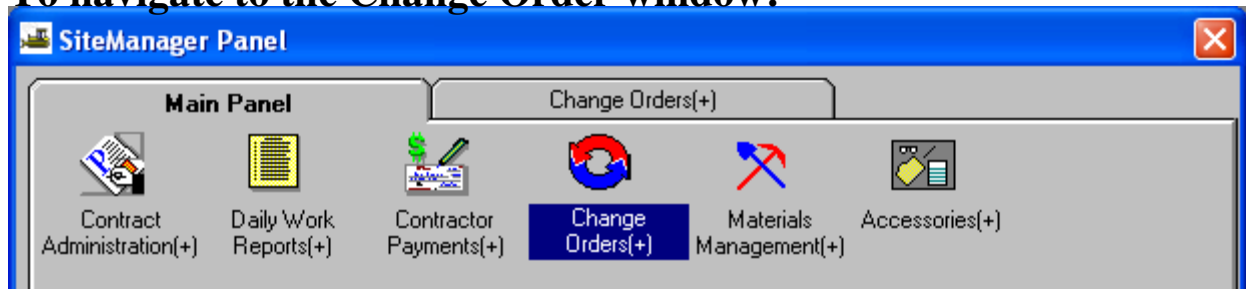 To navigate to the Change Order window:
SiteManager Panel
Main Panel
Change Orders(+)
Contract
Administration(+)
Daily Work
Reports(+)
Contractor
Payments(+)
Change
Orders(+)
Materials
Management(+)
Accessories(+)